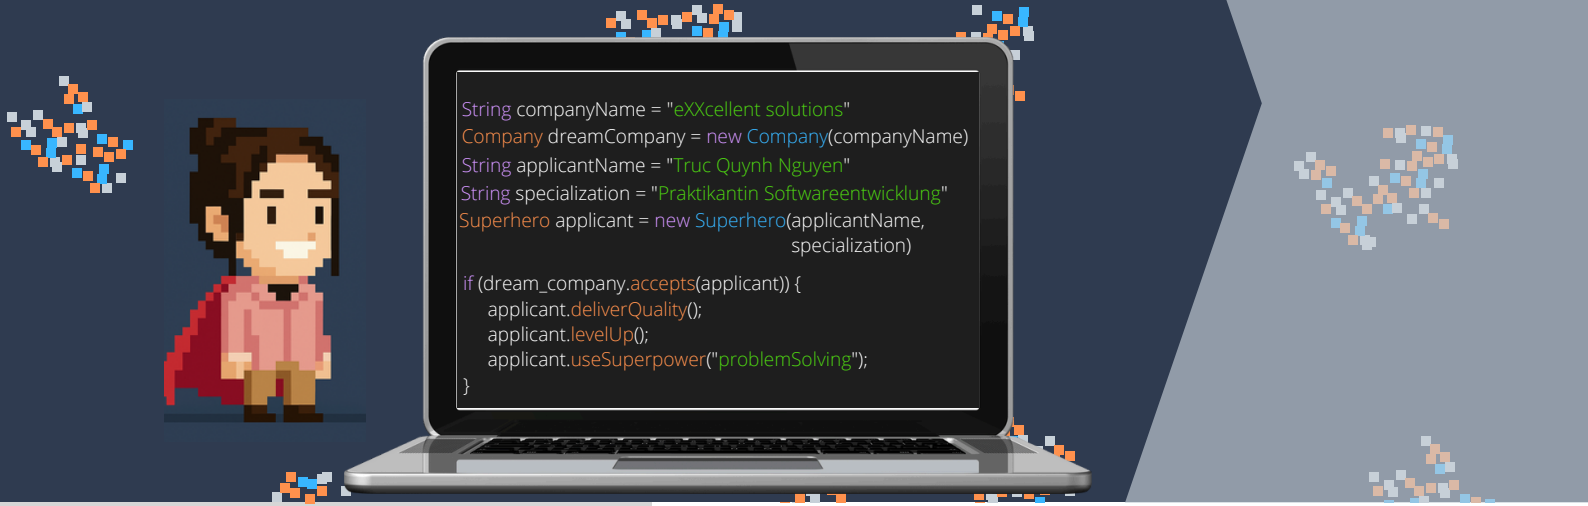 String companyName = "eXXcellent solutions"
Company dreamCompany = new Company(companyName)
String applicantName = "Truc Quynh Nguyen"
String specialization = "Praktikantin Softwareentwicklung"
Superhero applicant = new Superhero(applicantName,
specialization)
if (dream_company.accepts(applicant)) {
applicant.deliverQuality();
applicant.levelUp();
applicant.useSuperpower("problemSolving");
}